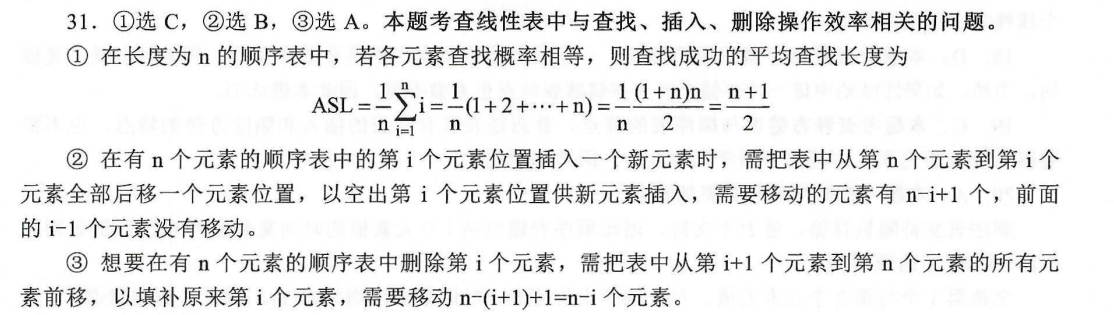 31. ①选 C，②选 B，③选 A。本题考查线性表中与查找、插入、删除操作效率相关的问题。
① 在长度为 n 的顺序表中，若各元素查找概率相等，则查找成功的平均查找长度为
ASL = \frac{1}{n}\sum_{i=1}^{n} i = \frac{1}{n}(1+2+⋯+n) = \frac{1}{n}\frac{(1+n)n}{2} = \frac{n+1}{2}
② 在有 n 个元素的顺序表中的第 i 个元素位置插入一个新元素时，需把表中从第 n 个元素到第 i 个
元素全部后移一个元素位置，以空出第 i 个元素位置供新元素插入，需要移动的元素有 n-i+1 个，前面
的 i-1 个元素没有移动。
③ 想要在有 n 个元素的顺序表中删除第 i 个元素，需把表中从第 i+1 个元素到第 n 个元素的所有元
素前移，以填补原来第 i 个元素，需要移动 n-(i+1)+1=n-i 个元素。